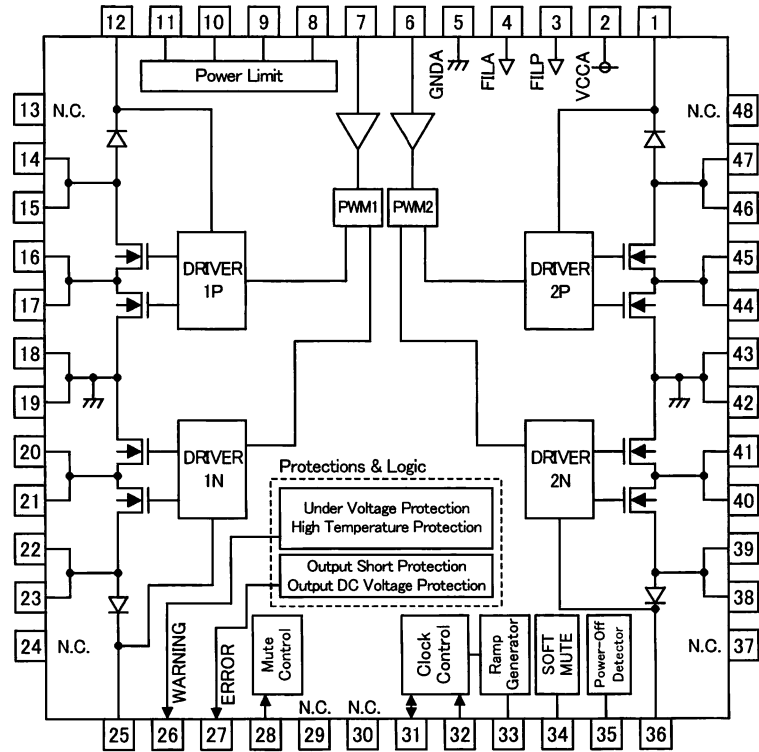 12 11 10 9 8 7 6 5 4 3 2 1
Power Limit
GNDA
FILA
FILP
VCCA
13 N.C.
N.C. 48
14
47
15
46
PWM1 PWM2
16
45
DRIVER
1P
DRIVER
2P
17
44
18
43
19
42
20
41
DRIVER
1N
DRIVER
2N
21
40
Protections & Logic
Under Voltage Protection
High Temperature Protection
Output Short Protection
Output DC Voltage Protection
22
39
23
38
24 N.C.
N.C. 37
WARNING
ERROR
Mute
Control
Clock
Control
Ramp
Generator
SOFT
MUTE
Power-Off
Detector
N.C. N.C.
25 26 27 28 29 30 31 32 33 34 35 36